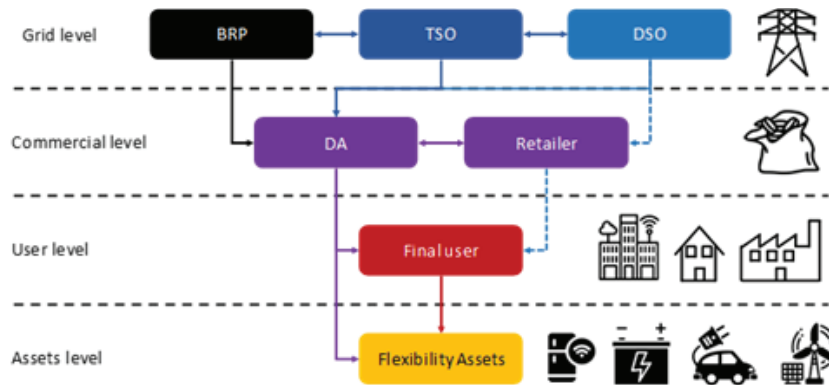 Grid level
BRP
TSO
DSO
Commercial level
DA
Retailer
User level
Final user
Assets level
Flexibility Assets